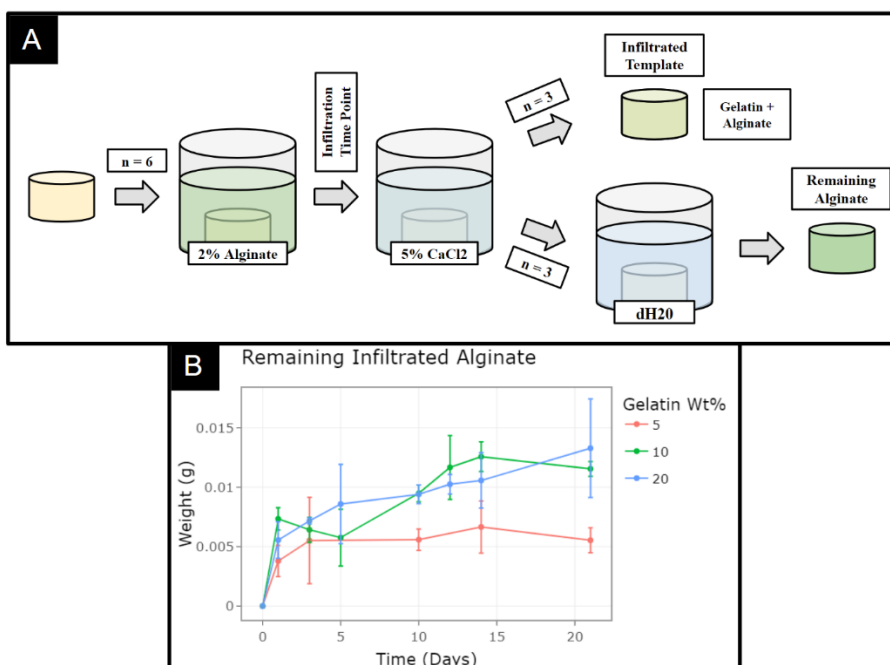 A
n = 6
2% Alginate
Infiltration
Time Point
5% CaCl2
n = 3
n = 3
Infiltrated
Template
Gelatin +
Alginate
dH20
Remaining
Alginate
B
Remaining Infiltrated Alginate
Gelatin Wt%
5
10
20
Weight (g)
0.015
0.01
0.005
0
0
5
10
15
20
Time (Days)